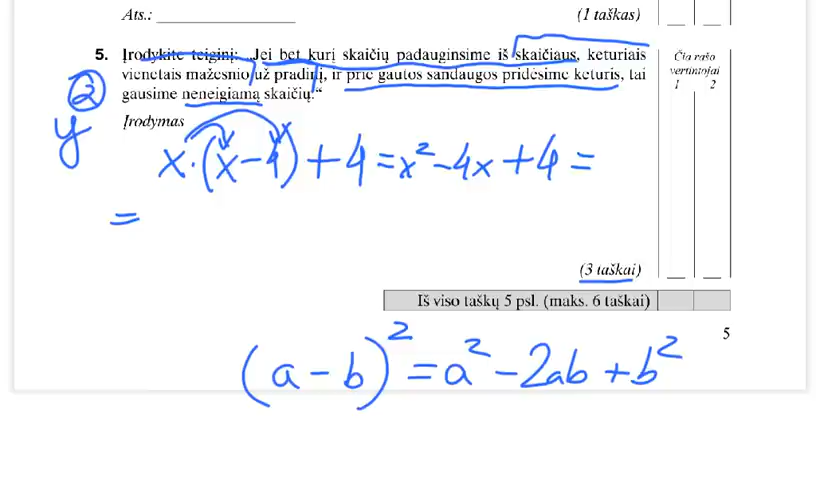 Ats.: ____________________ (1 taškas)
5. Įrodykite teiginį: „Jei bet kurį skaičių padauginsime iš skaičiaus, keturiais
vienetais mažesnio už pradinį, ir prie gautos sandaugos pridėsime keturis, tai
gausime neneigiamą skaičių.“
Čia rašo
vertintojai
1 2
2
y
Įrodymas
x·(x-4)+4=x²-4x+4=
=
(3 taškai)
Iš viso taškų 5 psl. (maks. 6 taškai)
5
(a-b)²=a²-2ab+b²